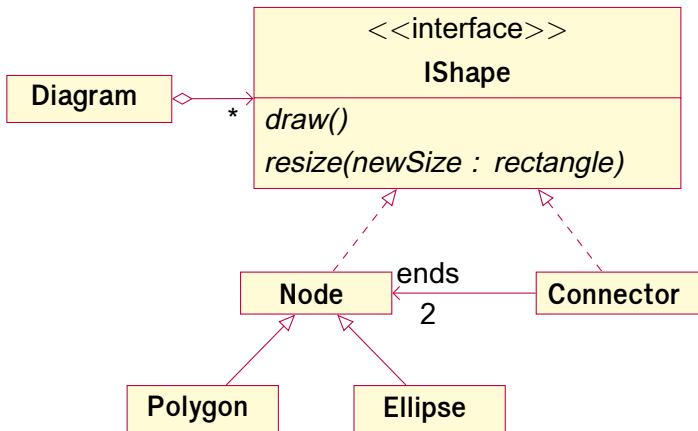 <<interface>>
IShape
Diagram
*
draw()
resize(newSize : rectangle)
ends
Node
2
Connector
Polygon
Ellipse